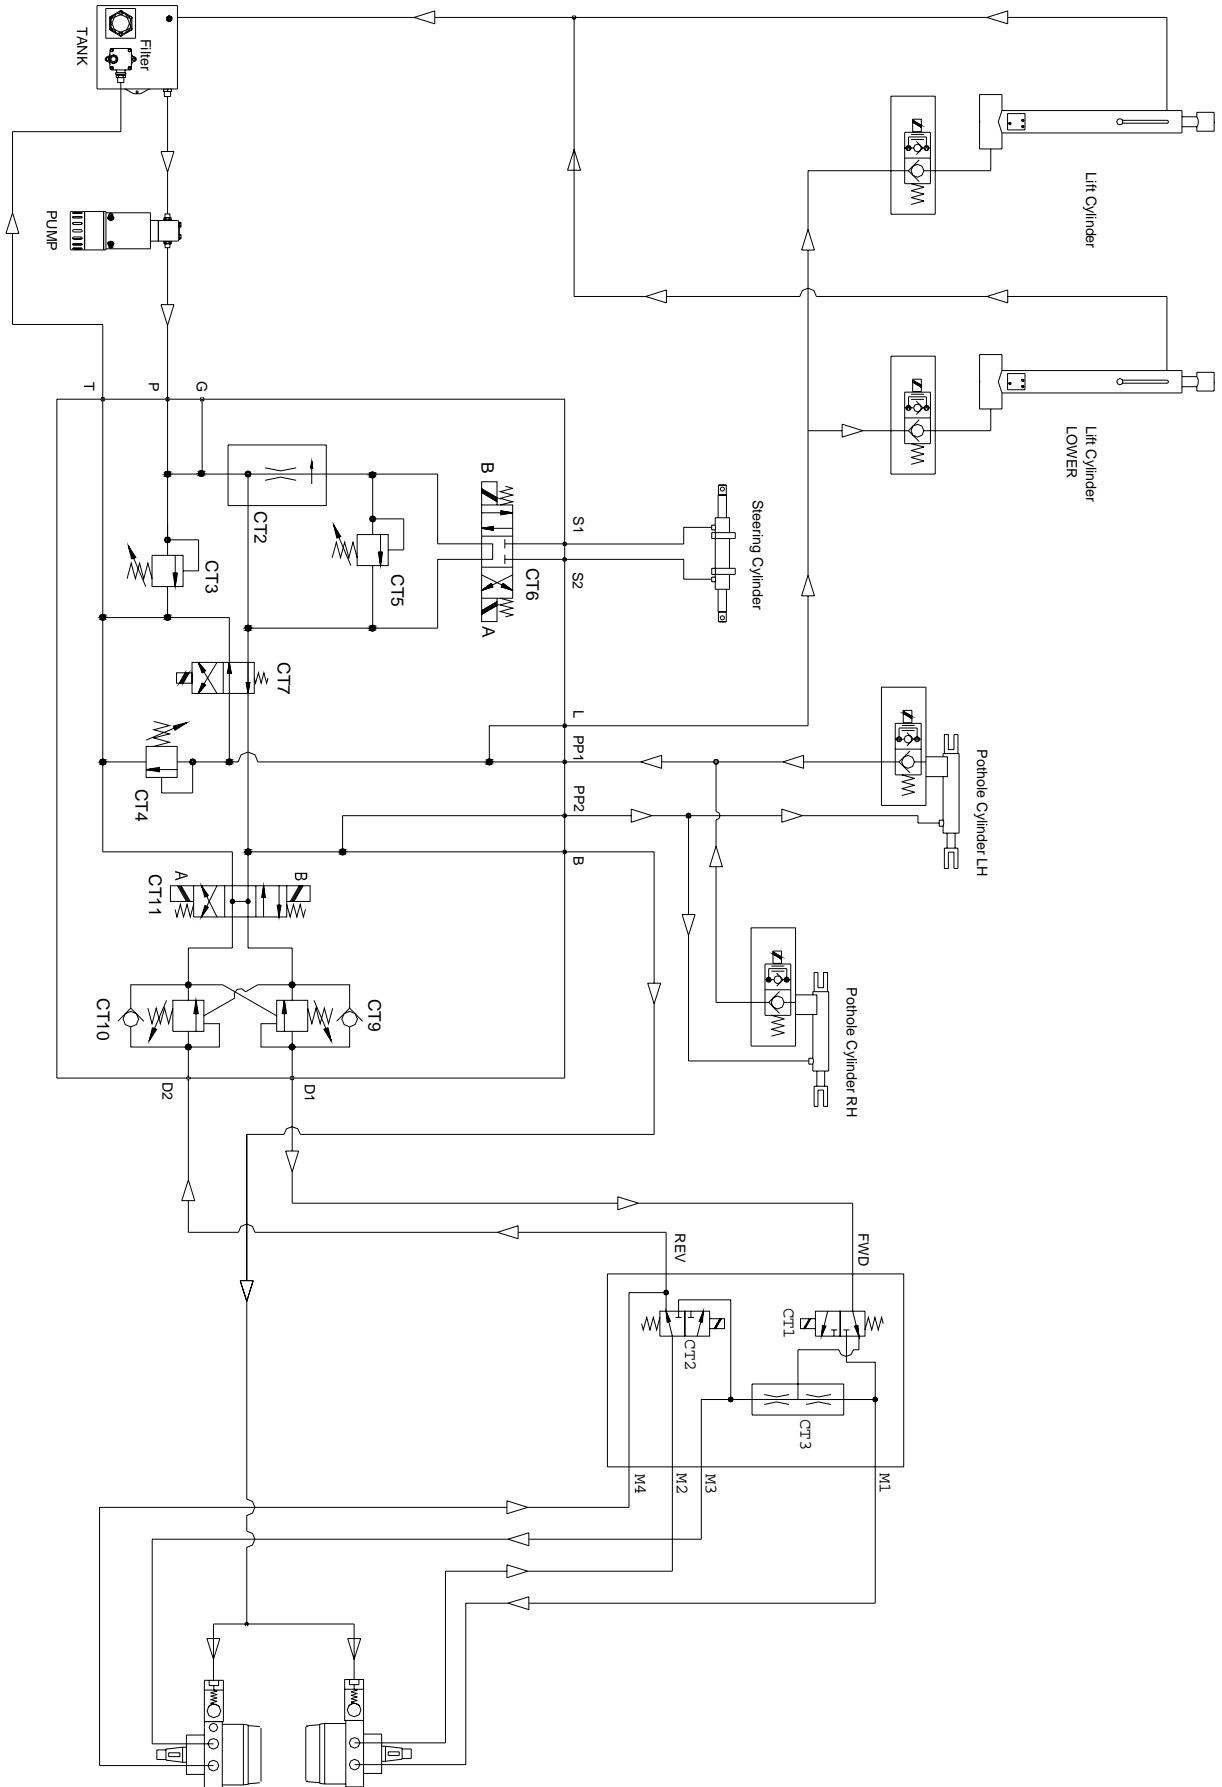 Filter
TANK
PUMP
Lift Cylinder
Lift Cylinder
LOWER
Steering Cylinder
Pothole Cylinder LH
Pothole Cylinder RH
T
P
G
S1
S2
L
PP1
PP2
B
D1
D2
CT2
CT3
CT5
B
CT6
A
CT7
CT4
A
B
CT11
CT9
CT10
FWD
REV
CT1
CT2
CT3
M1
M3
M2
M4